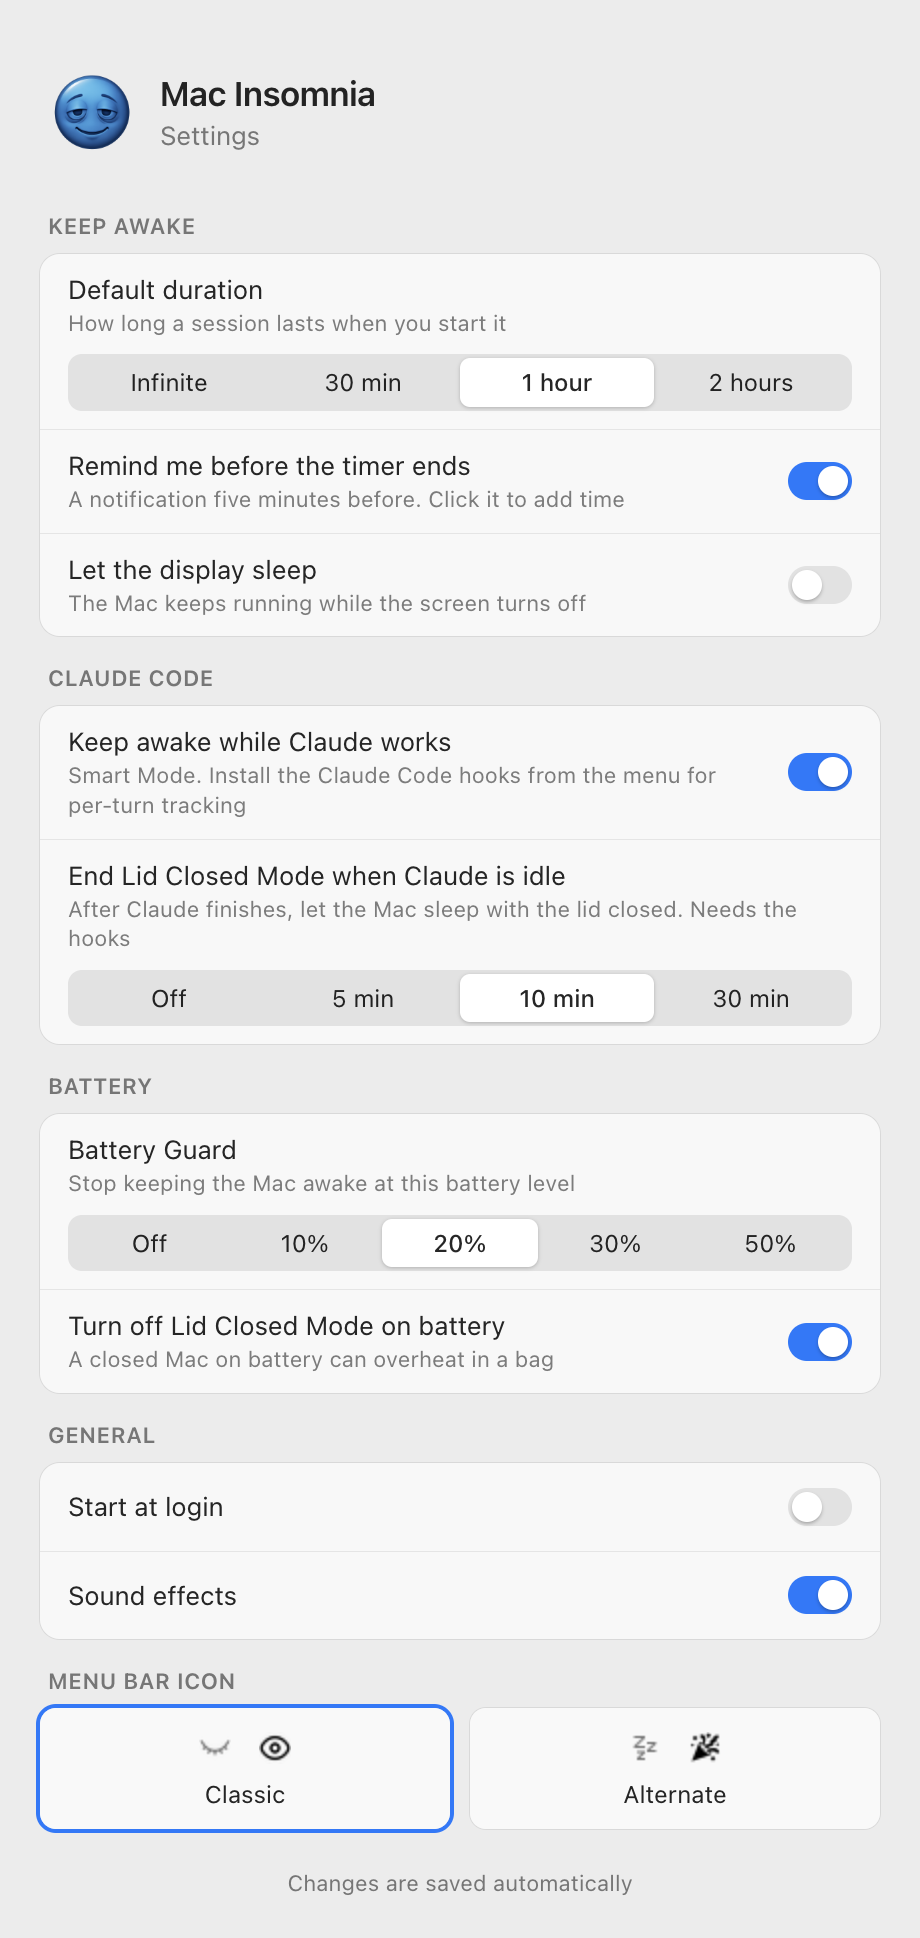 Mac Insomnia
Settings
KEEP AWAKE
Default duration
How long a session lasts when you start it
Infinite 30 min 1 hour 2 hours
Remind me before the timer ends
A notification five minutes before. Click it to add time
Let the display sleep
The Mac keeps running while the screen turns off
CLAUDE CODE
Keep awake while Claude works
Smart Mode. Install the Claude Code hooks from the menu for
per-turn tracking
End Lid Closed Mode when Claude is idle
After Claude finishes, let the Mac sleep with the lid closed. Needs the
hooks
Off 5 min 10 min 30 min
BATTERY
Battery Guard
Stop keeping the Mac awake at this battery level
Off 10% 20% 30% 50%
Turn off Lid Closed Mode on battery
A closed Mac on battery can overheat in a bag
GENERAL
Start at login
Sound effects
MENU BAR ICON
Classic Alternate
Changes are saved automatically